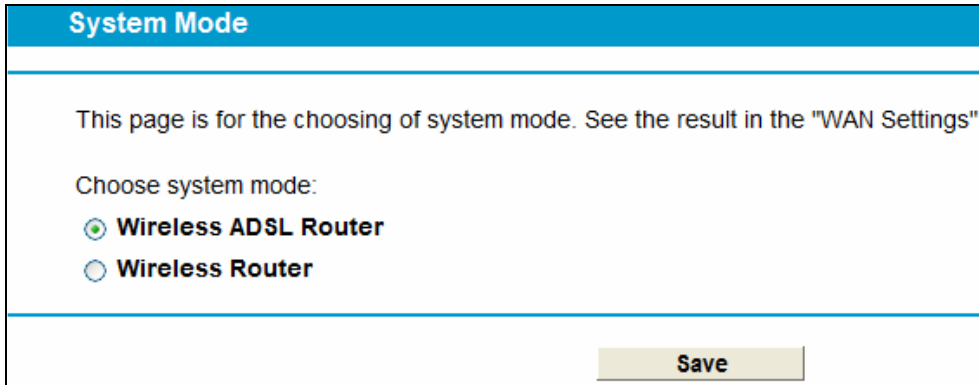 System Mode
This page is for the choosing of system mode. See the result in the "WAN Settings"
Choose system mode:
Wireless ADSL Router
Wireless Router
Save